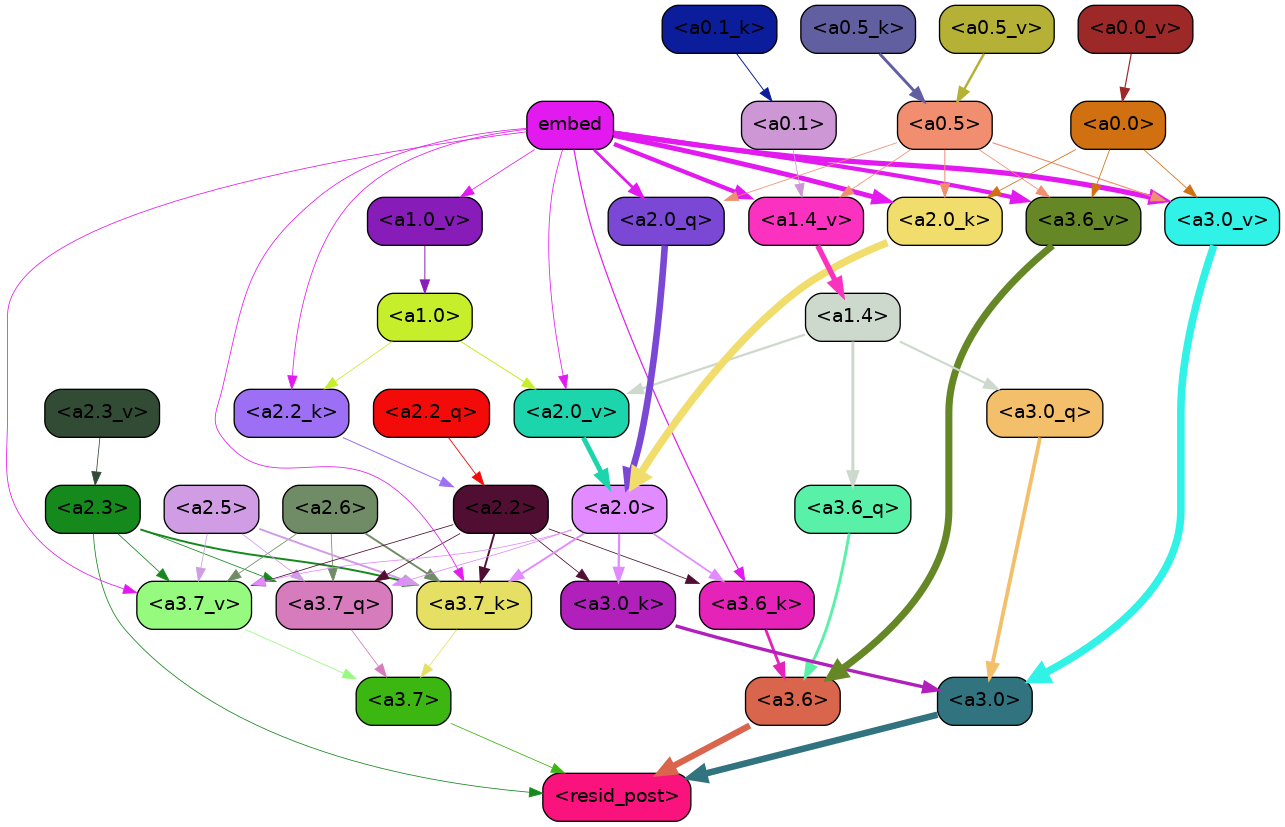 <a0.1_k> <a0.5_k> <a0.5_v> <a0.0_v>
embed <a0.1> <a0.5> <a0.0>
<a1.0_v> <a2.0_q> <a1.4_v> <a2.0_k> <a3.6_v> <a3.0_v>
<a1.0> <a1.4>
<a2.3_v> <a2.2_k> <a2.2_q> <a2.0_v> <a3.0_q>
<a2.3> <a2.5> <a2.6> <a2.2> <a2.0> <a3.6_q>
<a3.7_v> <a3.7_q> <a3.7_k> <a3.0_k> <a3.6_k>
<a3.7> <a3.6> <a3.0>
<resid_post>